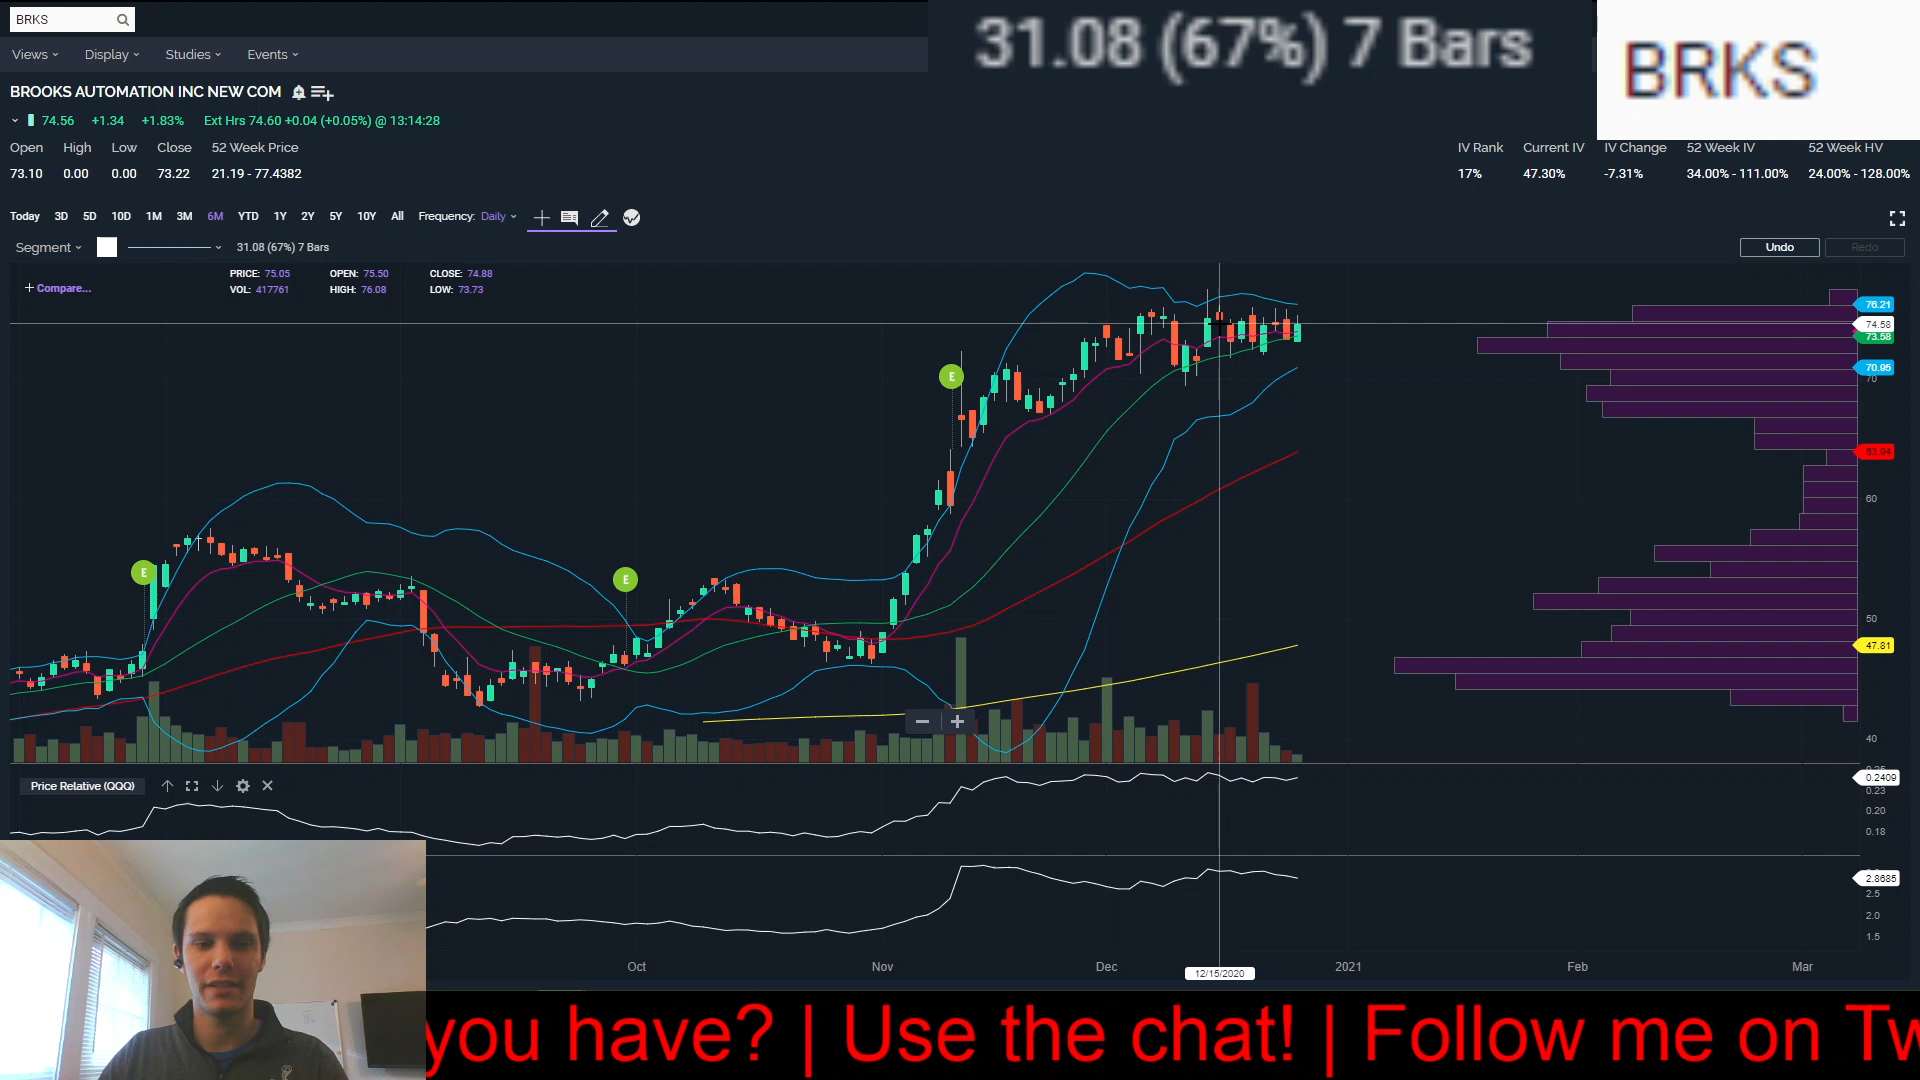 BRKS
31.08 (67%) 7 Bars
BRKS
Views Display Studies Events
BROOKS AUTOMATION INC NEW COM
74.56 +1.34 +1.83% Ext Hrs 74.60 +0.04 (+0.05%) @ 13:14:28
Open High Low Close 52 Week Price
73.10 0.00 0.00 73.22 21.19 - 77.4382
IV Rank Current IV IV Change 52 Week IV 52 Week HV
17% 47.30% -7.31% 34.00% - 111.00% 24.00% - 128.00%
Today 3D 5D 10D 1M 3M 6M YTD 1Y 2Y 5Y 10Y All Frequency: Daily
Segment 31.08 (67%) 7 Bars Undo Redo
+ Compare...
PRICE: 75.05 OPEN: 75.50 CLOSE: 74.88
VOL: 417761 HIGH: 76.08 LOW: 73.73
76.21
74.58
73.58
70.95
70
63.94
60
50
47.81
40
E
E
E
Price Relative (QQQ)
0.2409
0.23
0.20
0.18
2.8685
2.5
2.0
1.5
Oct Nov Dec 12/15/2020 2021 Feb Mar
you have? | Use the chat! | Follow me on Tw